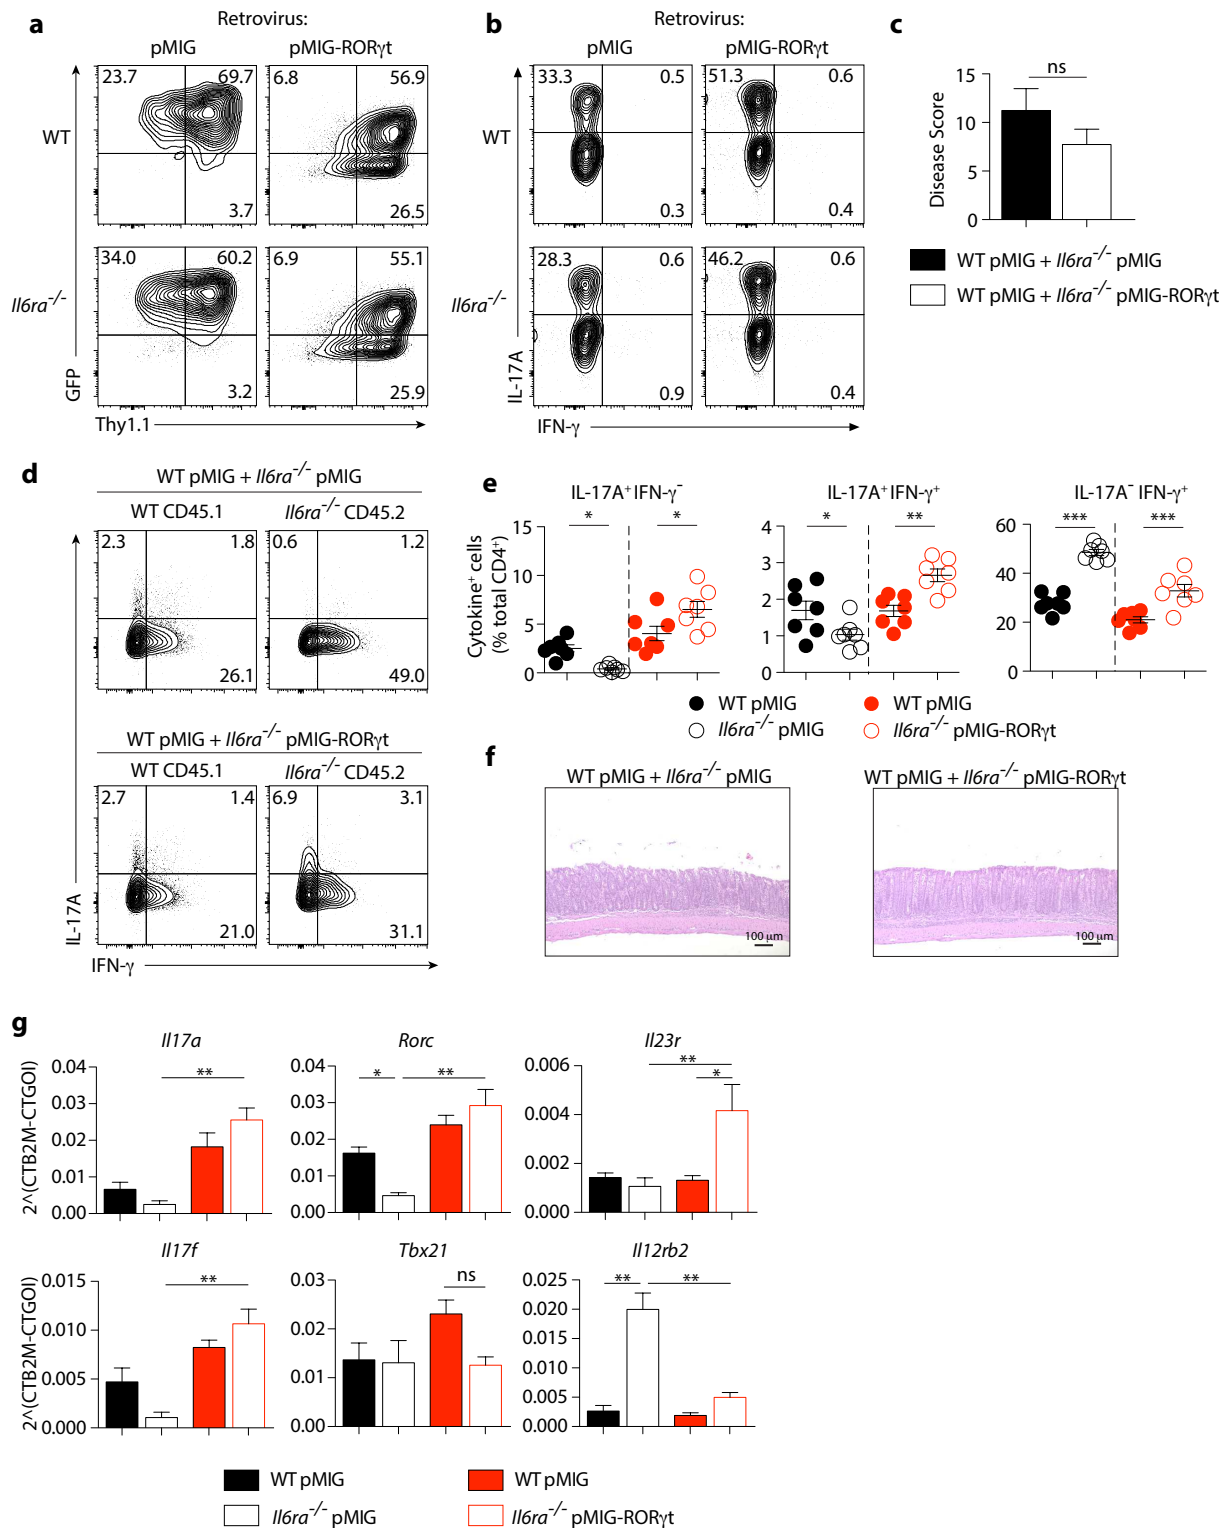 a
Retrovirus:
pMIG pMIG-RORγt
WT
23.7 69.7
3.7
6.8 56.9
26.5
Il6ra-/-
34.0 60.2
3.2
6.9 55.1
25.9
GFP
Thy1.1
b
Retrovirus:
pMIG pMIG-RORγt
WT
33.3 0.5
0.3
51.3 0.6
0.4
Il6ra-/-
28.3 0.6
0.9
46.2 0.6
0.4
IL-17A
IFN-γ
c
ns
Disease Score
15
10
5
0
WT pMIG + Il6ra-/- pMIG
WT pMIG + Il6ra-/- pMIG-RORγt
d
WT pMIG + Il6ra-/- pMIG
WT CD45.1 Il6ra-/- CD45.2
2.3 1.8
26.1
0.6 1.2
49.0
WT pMIG + Il6ra-/- pMIG-RORγt
WT CD45.1 Il6ra-/- CD45.2
2.7 1.4
21.0
6.9 3.1
31.1
IL-17A
IFN-γ
e
Cytokine+ cells
(% total CD4+)
IL-17A+ IFN-γ-
15
10
5
0
* *
IL-17A+ IFN-γ+
4
3
2
1
0
* **
IL-17A- IFN-γ+
60
40
20
0
*** ***
WT pMIG WT pMIG
Il6ra-/- pMIG Il6ra-/- pMIG-RORγt
f
WT pMIG + Il6ra-/- pMIG
100 μm
WT pMIG + Il6ra-/- pMIG-RORγt
100 μm
g
2^(CTB2M-CTGOI)
Il17a
0.04
0.03
0.02
0.01
0.00
**
Rorc
0.04
0.03
0.02
0.01
0.00
* **
Il23r
0.006
0.004
0.002
0.000
**
*
2^(CTB2M-CTGOI)
Il17f
0.015
0.010
0.005
0.000
**
Tbx21
0.03
0.02
0.01
0.00
ns
Il12rb2
0.025
0.020
0.015
0.010
0.005
0.000
** **
WT pMIG WT pMIG
Il6ra-/- pMIG Il6ra-/- pMIG-RORγt